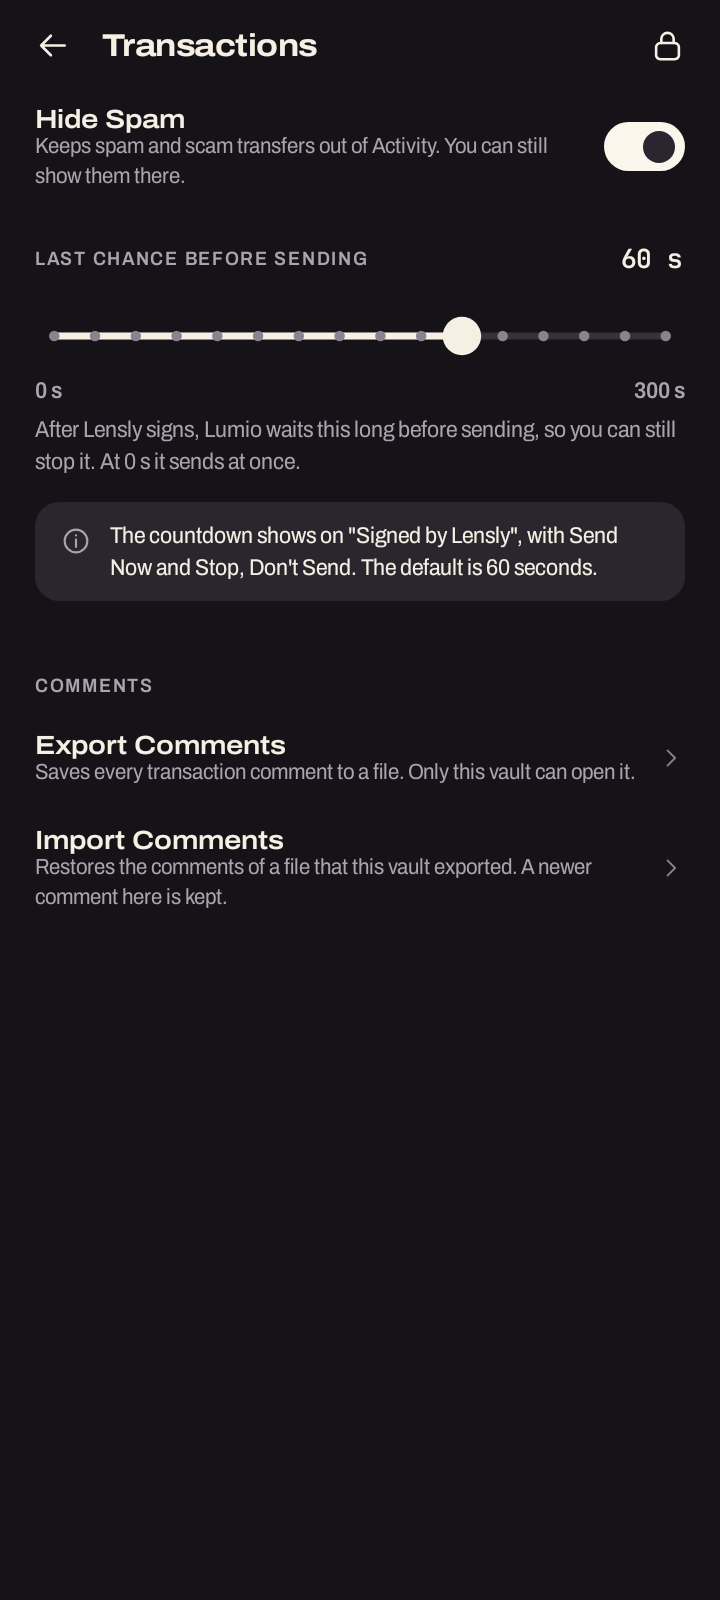 Transactions
Hide Spam
Keeps spam and scam transfers out of Activity. You can still
show them there.
LAST CHANCE BEFORE SENDING
60 s
0 s
300 s
After Lensly signs, Lumio waits this long before sending, so you can still
stop it. At 0 s it sends at once.
The countdown shows on "Signed by Lensly", with Send
Now and Stop, Don't Send. The default is 60 seconds.
COMMENTS
Export Comments
Saves every transaction comment to a file. Only this vault can open it.
Import Comments
Restores the comments of a file that this vault exported. A newer
comment here is kept.